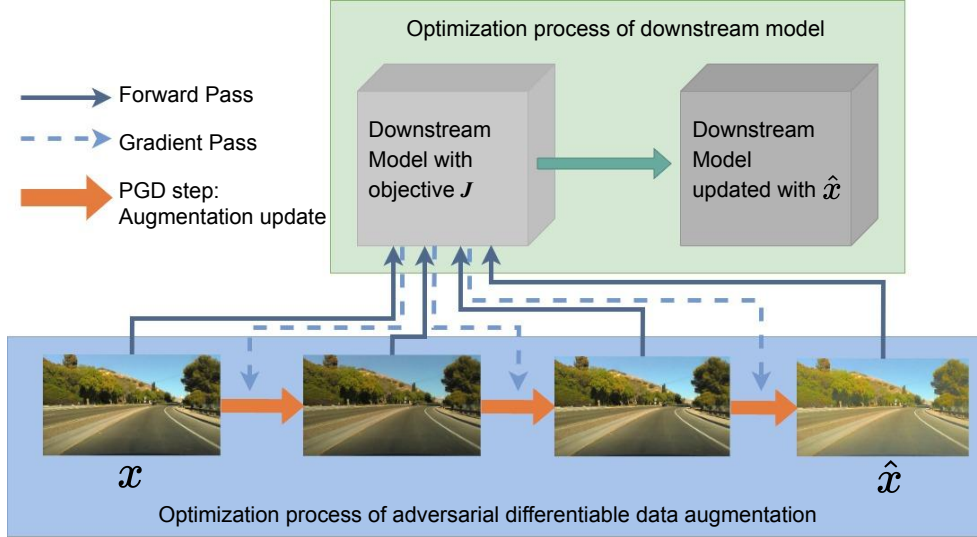 Optimization process of downstream model
Forward Pass
Gradient Pass
PGD step:
Augmentation update
Downstream
Model with
objective J
Downstream
Model
updated with x̂
x
x̂
Optimization process of adversarial differentiable data augmentation